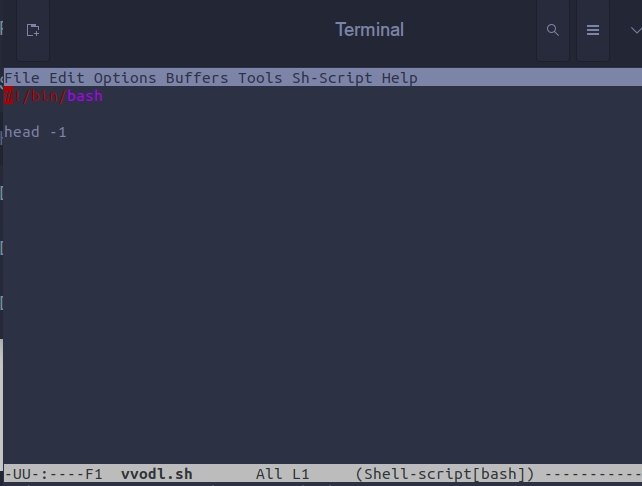 Terminal
File Edit Options Buffers Tools Sh-Script Help
#!/bin/bash
head -1
-UU-:----F1 vvodl.sh All L1 (Shell-script[bash]) -----------